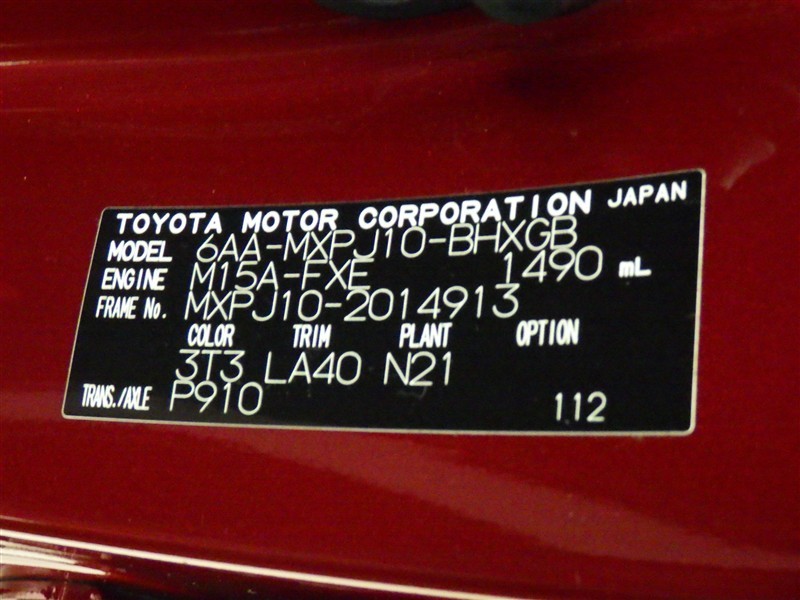 TOYOTA MOTOR CORPORATION JAPAN
MODEL 6AA-MXPJ10-BHXGB
ENGINE M15A-FXE 1490 mL
FRAME No. MXPJ10-2014913
COLOR TRIM PLANT OPTION
3T3 LA40 N21
TRANS./AXLE P910 112